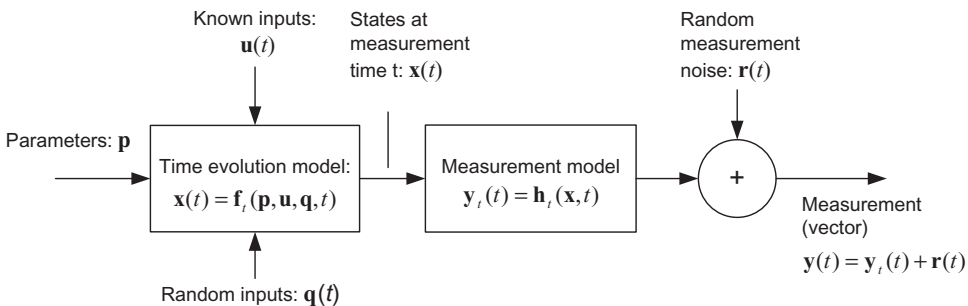 Known inputs:
u(t)
States at
measurement
time t: x(t)
Random
measurement
noise: r(t)
Parameters: p
Time evolution model:
x(t) = f_t(p, u, q, t)
Measurement model
y_t(t) = h_t(x, t)
+
Measurement
(vector)
y(t) = y_t(t) + r(t)
Random inputs: q(t)